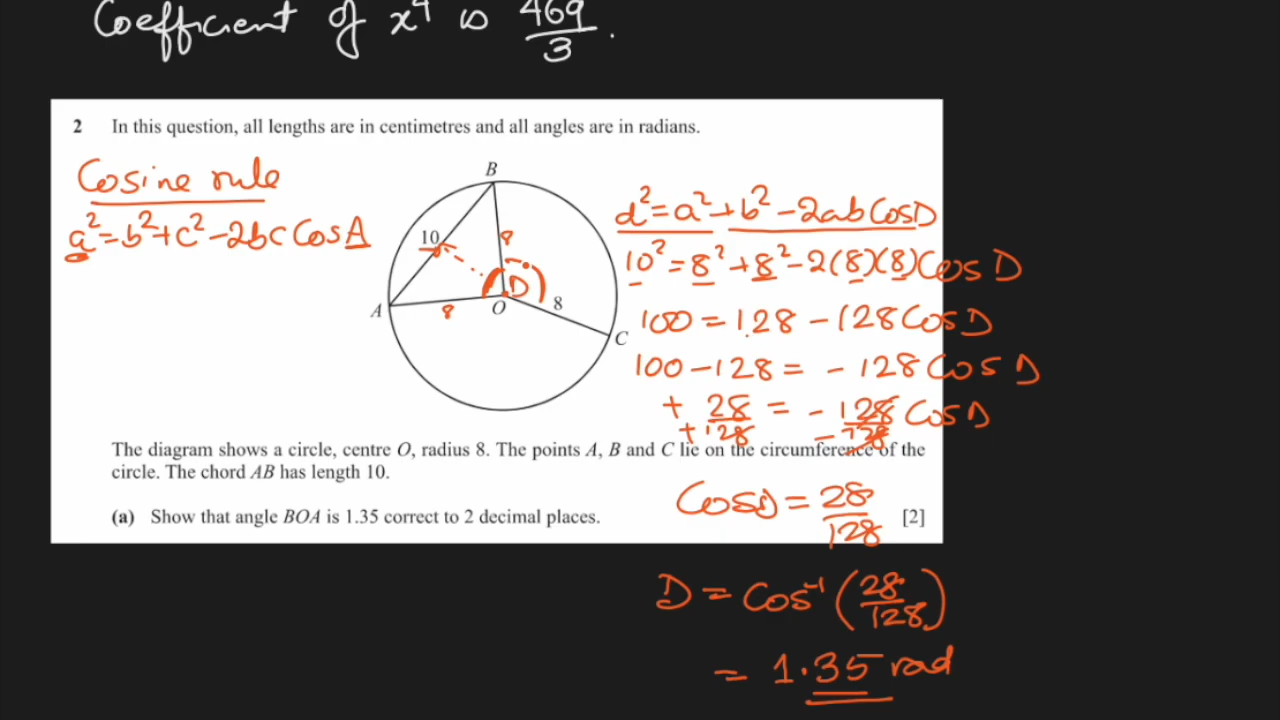 Coefficient of x⁴ is 469/3.
2 In this question, all lengths are in centimetres and all angles are in radians.
Cosine rule
a² = b² + c² - 2bc Cos A
B
10
8
D
A
8
O
8
C
d² = a² + b² - 2ab Cos D
10² = 8² + 8² - 2(8)(8) Cos D
100 = 128 - 128 Cos D
100 - 128 = - 128 Cos D
+ 28 / + 128 = - 128 / - 128 Cos D
The diagram shows a circle, centre O, radius 8. The points A, B and C lie on the circumference of the
circle. The chord AB has length 10.
Cos D = 28/128
(a) Show that angle BOA is 1.35 correct to 2 decimal places. [2]
D = Cos⁻¹ (28/128)
= 1.35 rad